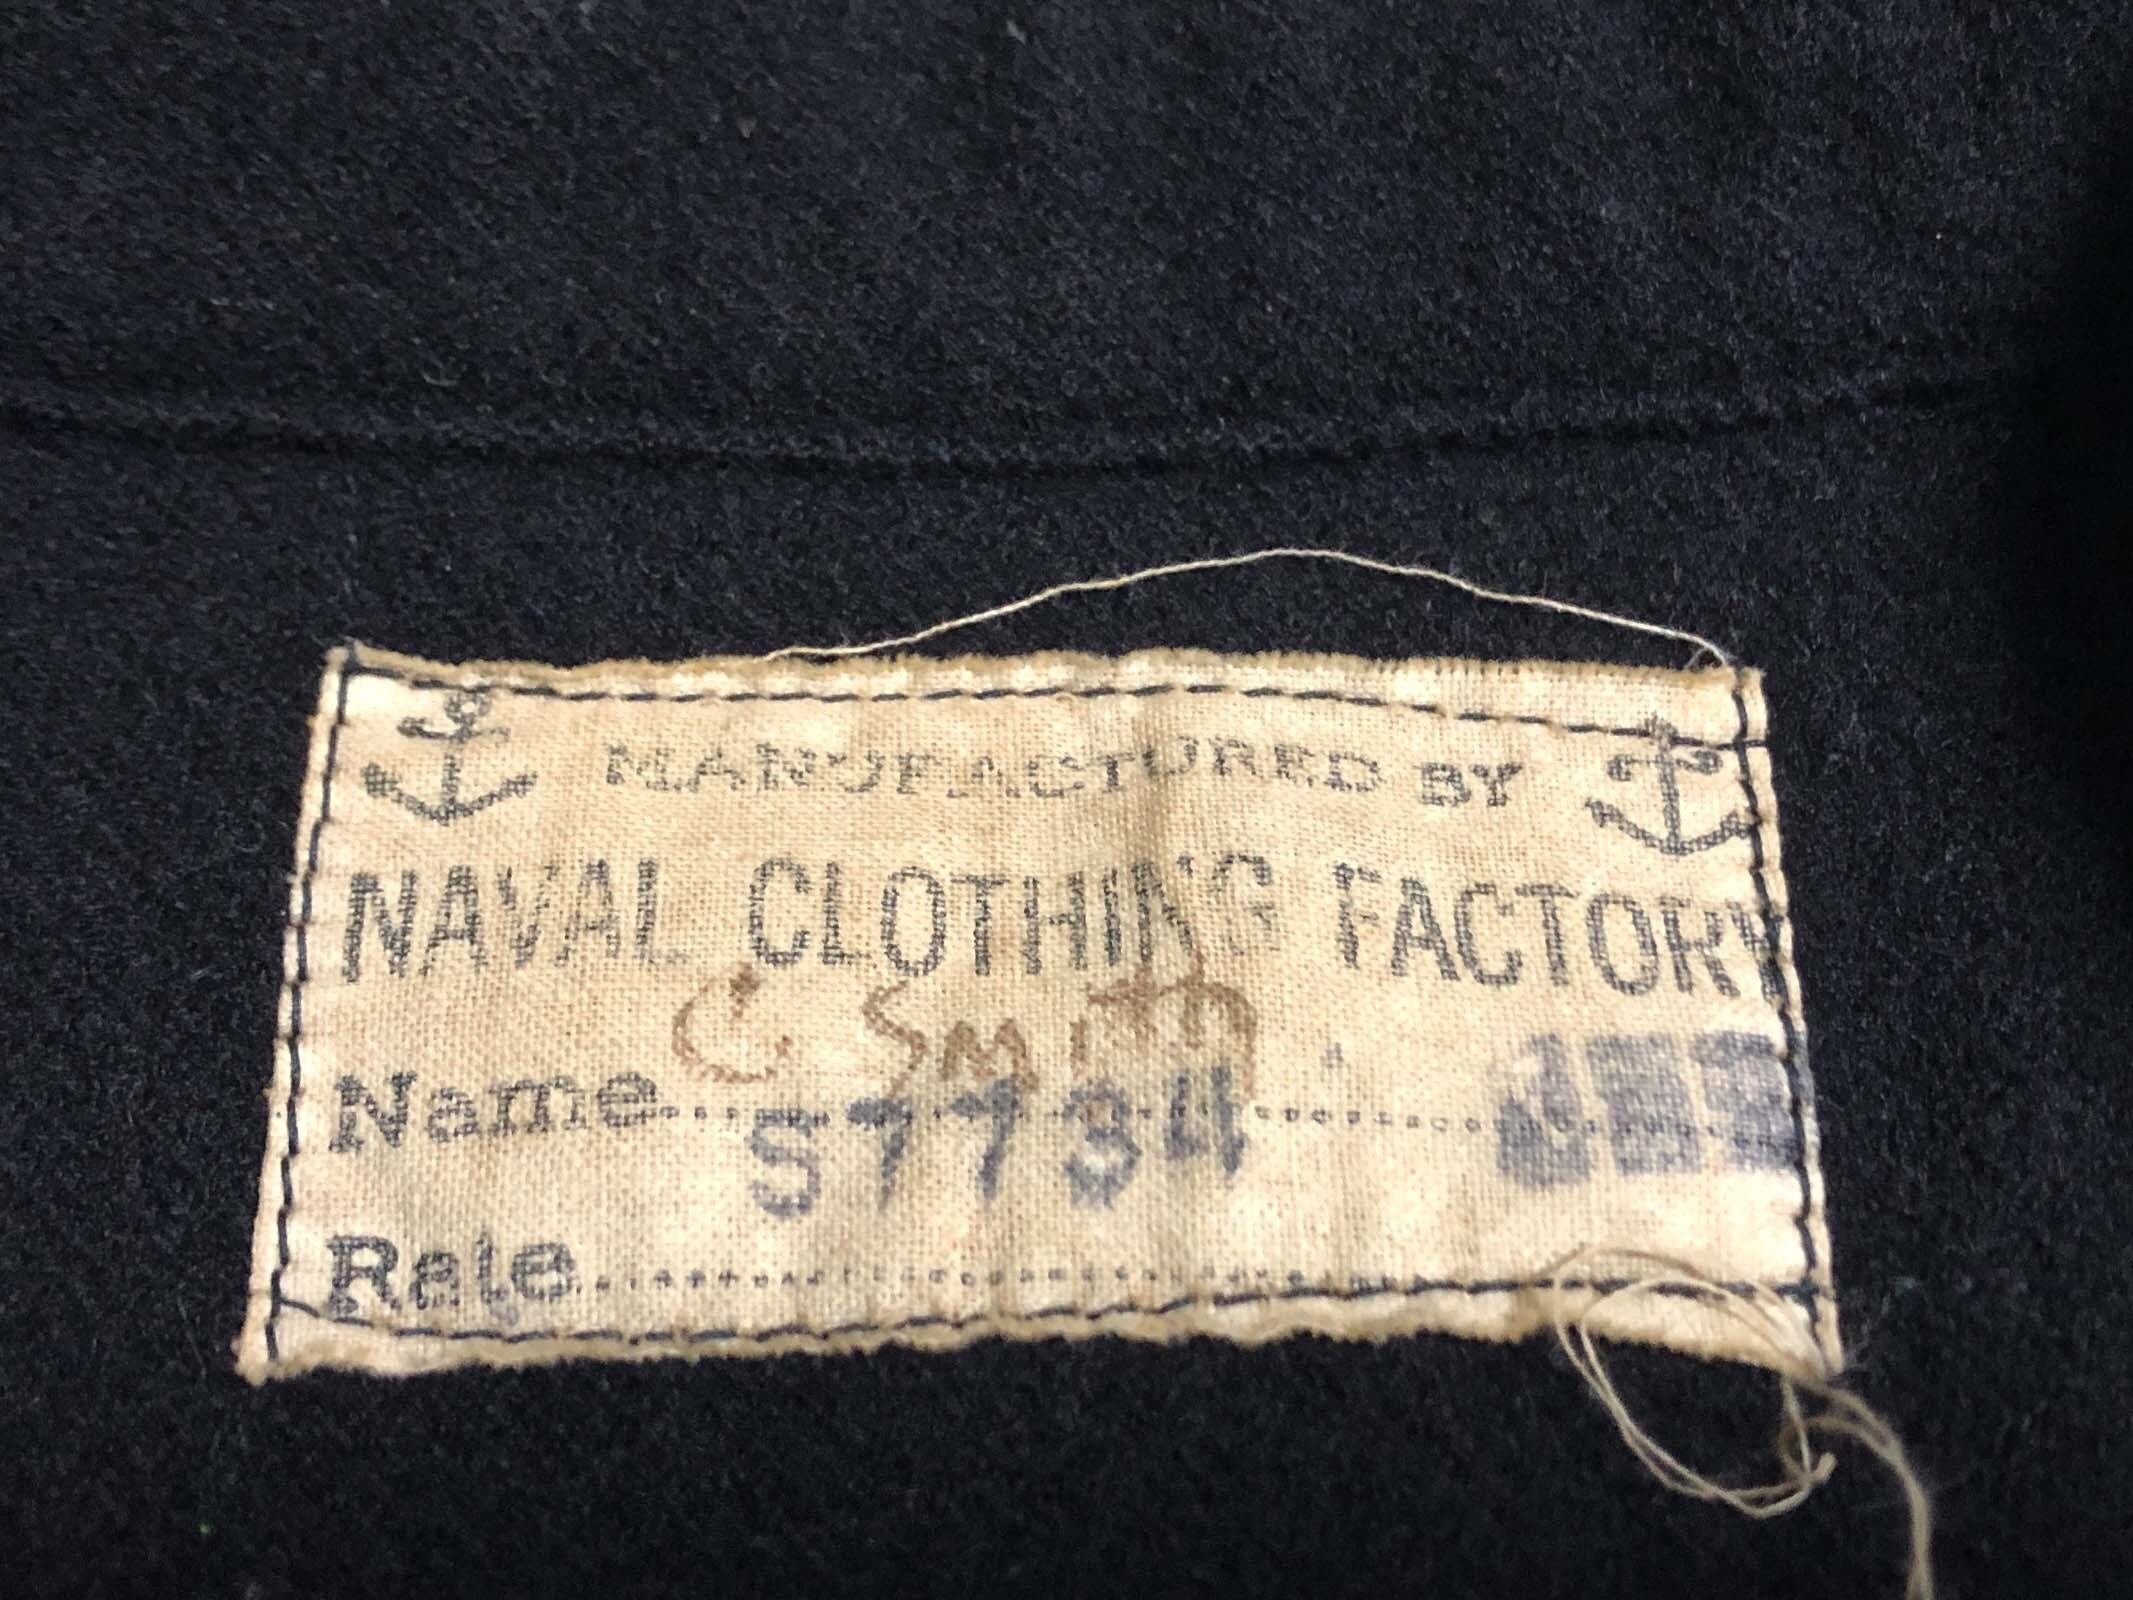 MANUFACTURED BY
NAVAL CLOTHING FACTORY
C Smith
Name
57734
Rate